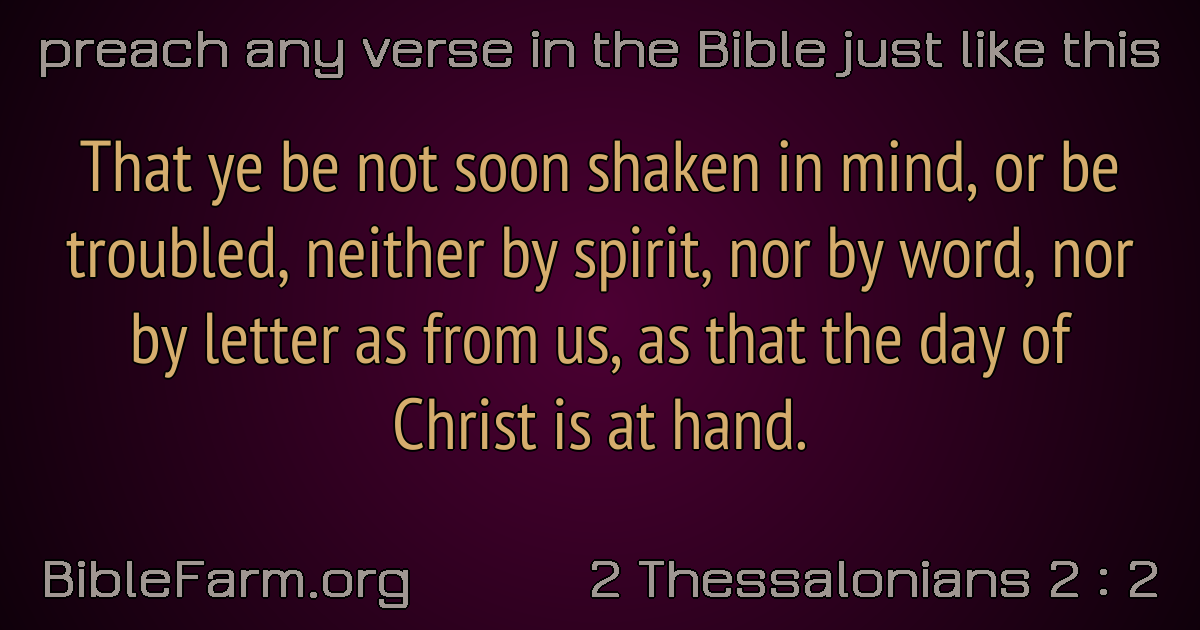 preach any verse in the Bible just like this
That ye be not soon shaken in mind, or be
troubled, neither by spirit, nor by word, nor
by letter as from us, as that the day of
Christ is at hand.
BibleFarm.org
2 Thessalonians 2 : 2